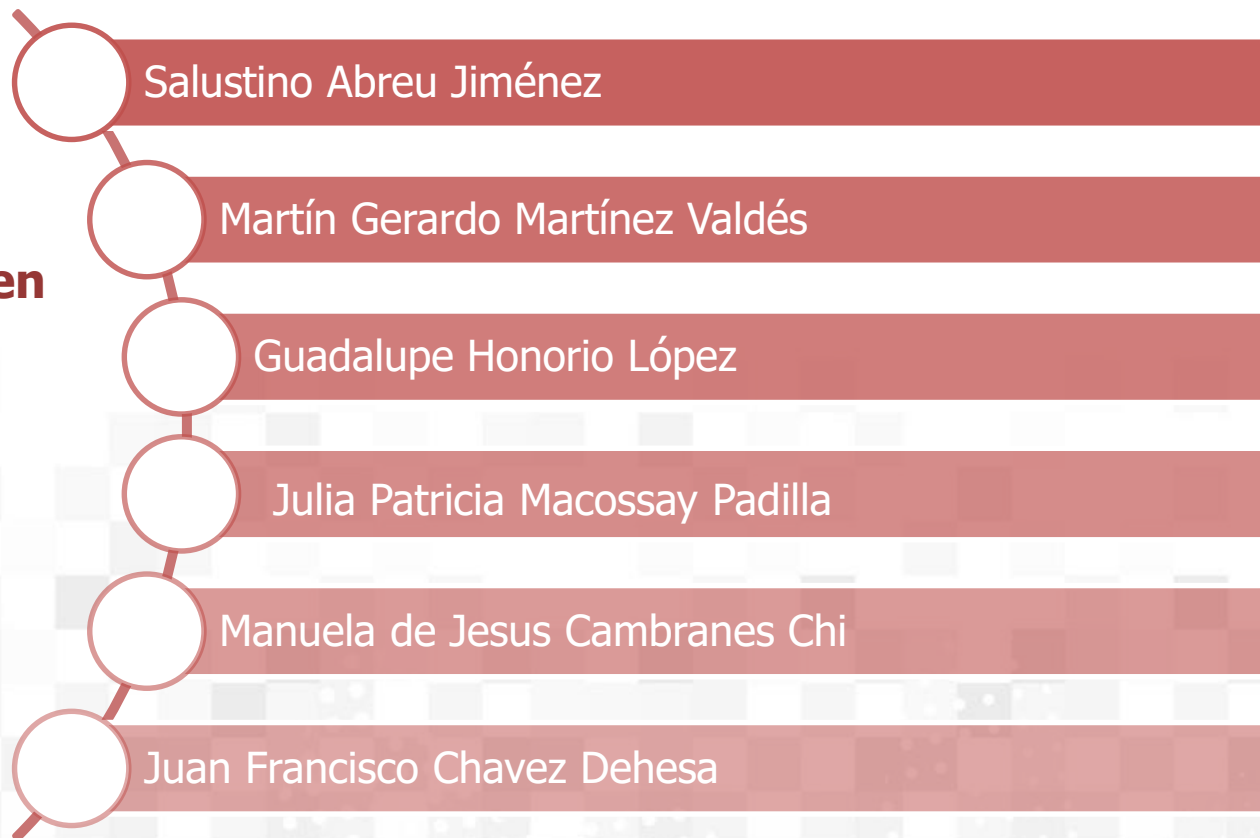 Salustino Abreu Jiménez
Martín Gerardo Martínez Valdés
en
Guadalupe Honorio López
Julia Patricia Macossay Padilla
Manuela de Jesus Cambranes Chi
Juan Francisco Chavez Dehesa